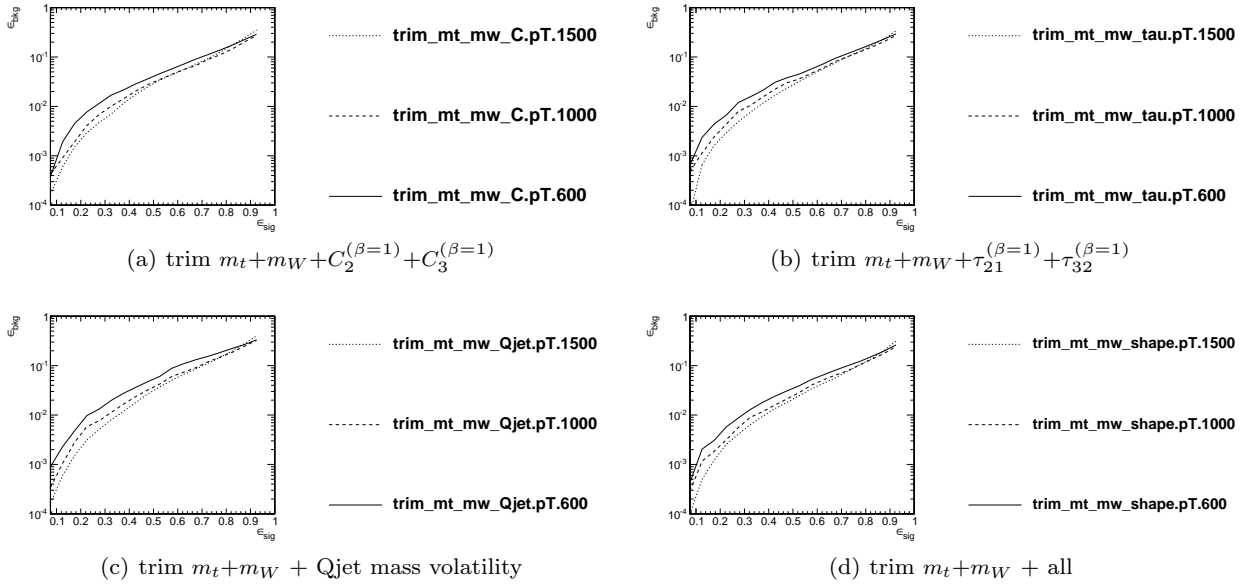 ϵ_bkg
1
10⁻¹
10⁻²
10⁻³
10⁻⁴
0.1 0.2 0.3 0.4 0.5 0.6 0.7 0.8 0.9 1
ϵ_sig
trim_mt_mw_C.pT.1500
trim_mt_mw_C.pT.1000
trim_mt_mw_C.pT.600
(a) trim m_t+m_W+C_2^(β=1)+C_3^(β=1)
ϵ_bkg
1
10⁻¹
10⁻²
10⁻³
10⁻⁴
0.1 0.2 0.3 0.4 0.5 0.6 0.7 0.8 0.9 1
ϵ_sig
trim_mt_mw_tau.pT.1500
trim_mt_mw_tau.pT.1000
trim_mt_mw_tau.pT.600
(b) trim m_t+m_W+τ_21^(β=1)+τ_32^(β=1)
ϵ_bkg
1
10⁻¹
10⁻²
10⁻³
10⁻⁴
0.1 0.2 0.3 0.4 0.5 0.6 0.7 0.8 0.9 1
ϵ_sig
trim_mt_mw_Qjet.pT.1500
trim_mt_mw_Qjet.pT.1000
trim_mt_mw_Qjet.pT.600
(c) trim m_t+m_W + Qjet mass volatility
ϵ_bkg
1
10⁻¹
10⁻²
10⁻³
10⁻⁴
0.1 0.2 0.3 0.4 0.5 0.6 0.7 0.8 0.9 1
ϵ_sig
trim_mt_mw_shape.pT.1500
trim_mt_mw_shape.pT.1000
trim_mt_mw_shape.pT.600
(d) trim m_t+m_W + all